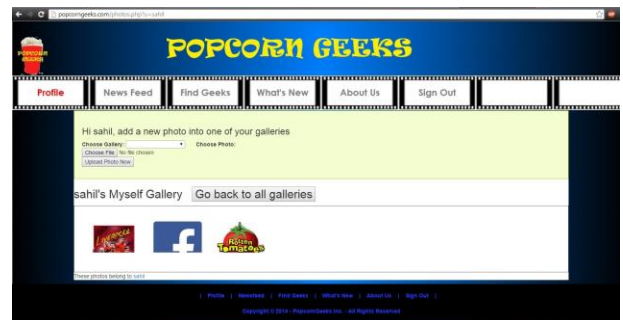 popcorngeeks.com/photos.php?u=sahil
POPCORN GEEKS
POPCORN GEEKS
Profile News Feed Find Geeks What's New About Us Sign Out
Hi sahil, add a new photo into one of your galleries
Choose Gallery: Choose Photo:
Choose File No file chosen
Upload Photo Now
sahil's Myself Gallery Go back to all galleries
f
Rotten
Tomatoes
These photos belong to sahil
| Profile | Newsfeed | Find Geeks | What's New | About Us | Sign Out |
Copyright © 2014 - PopcornGeeks Inc. - All Rights Reserved